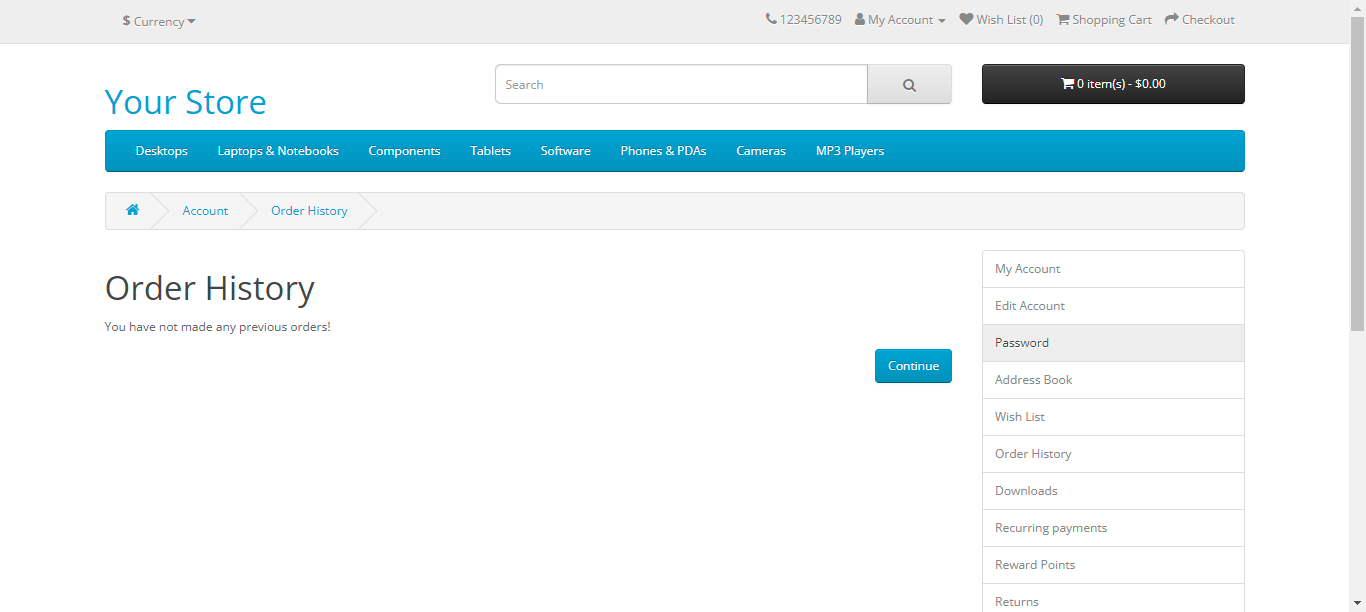 $ Currency
123456789 My Account Wish List (0) Shopping Cart Checkout
Your Store
Search
0 item(s) - $0.00
Desktops Laptops & Notebooks Components Tablets Software Phones & PDAs Cameras MP3 Players
Account Order History
Order History
You have not made any previous orders!
Continue
My Account
Edit Account
Password
Address Book
Wish List
Order History
Downloads
Recurring payments
Reward Points
Returns